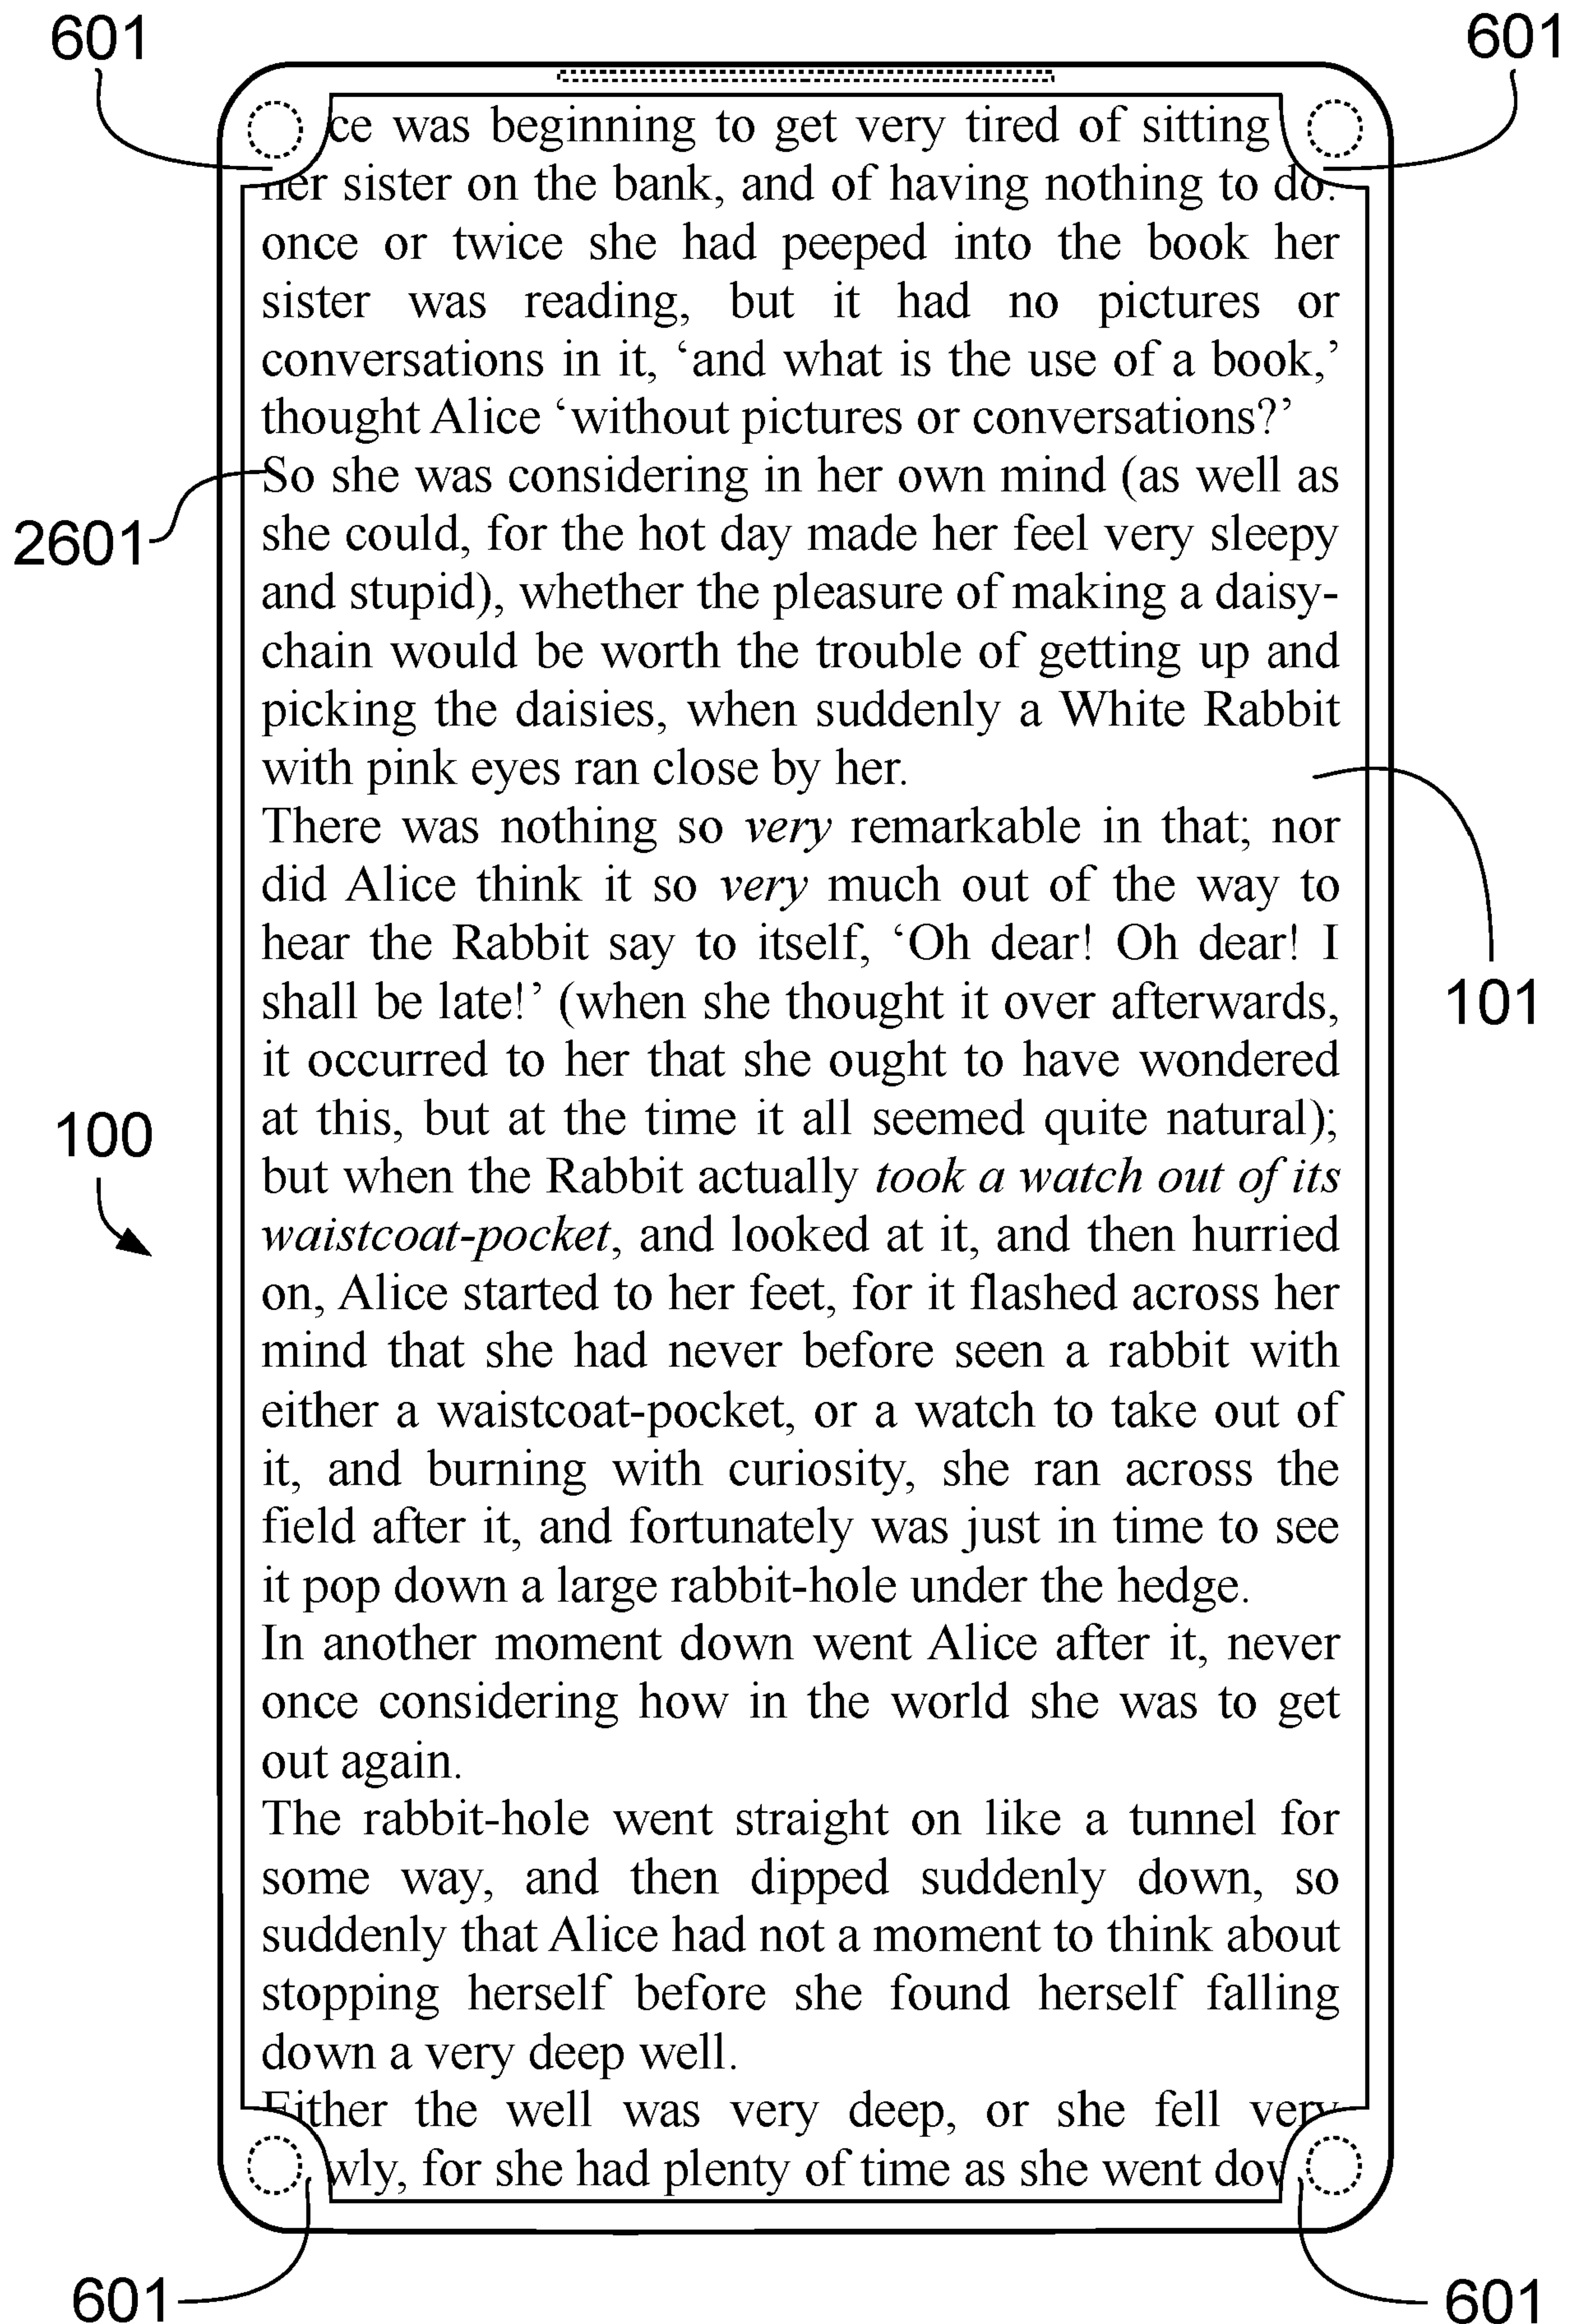 601 601
ce was beginning to get very tired of sitting
her sister on the bank, and of having nothing to do:
once or twice she had peeped into the book her
sister was reading, but it had no pictures or
conversations in it, ‘and what is the use of a book,’
thought Alice ‘without pictures or conversations?’
So she was considering in her own mind (as well as
2601
she could, for the hot day made her feel very sleepy
and stupid), whether the pleasure of making a daisy-
chain would be worth the trouble of getting up and
picking the daisies, when suddenly a White Rabbit
with pink eyes ran close by her.
There was nothing so very remarkable in that; nor
did Alice think it so very much out of the way to
hear the Rabbit say to itself, ‘Oh dear! Oh dear! I
shall be late!’ (when she thought it over afterwards,
101
it occurred to her that she ought to have wondered
at this, but at the time it all seemed quite natural);
100
but when the Rabbit actually took a watch out of its
waistcoat-pocket, and looked at it, and then hurried
on, Alice started to her feet, for it flashed across her
mind that she had never before seen a rabbit with
either a waistcoat-pocket, or a watch to take out of
it, and burning with curiosity, she ran across the
field after it, and fortunately was just in time to see
it pop down a large rabbit-hole under the hedge.
In another moment down went Alice after it, never
once considering how in the world she was to get
out again.
The rabbit-hole went straight on like a tunnel for
some way, and then dipped suddenly down, so
suddenly that Alice had not a moment to think about
stopping herself before she found herself falling
down a very deep well.
Either the well was very deep, or she fell very
wly, for she had plenty of time as she went dow
601 601